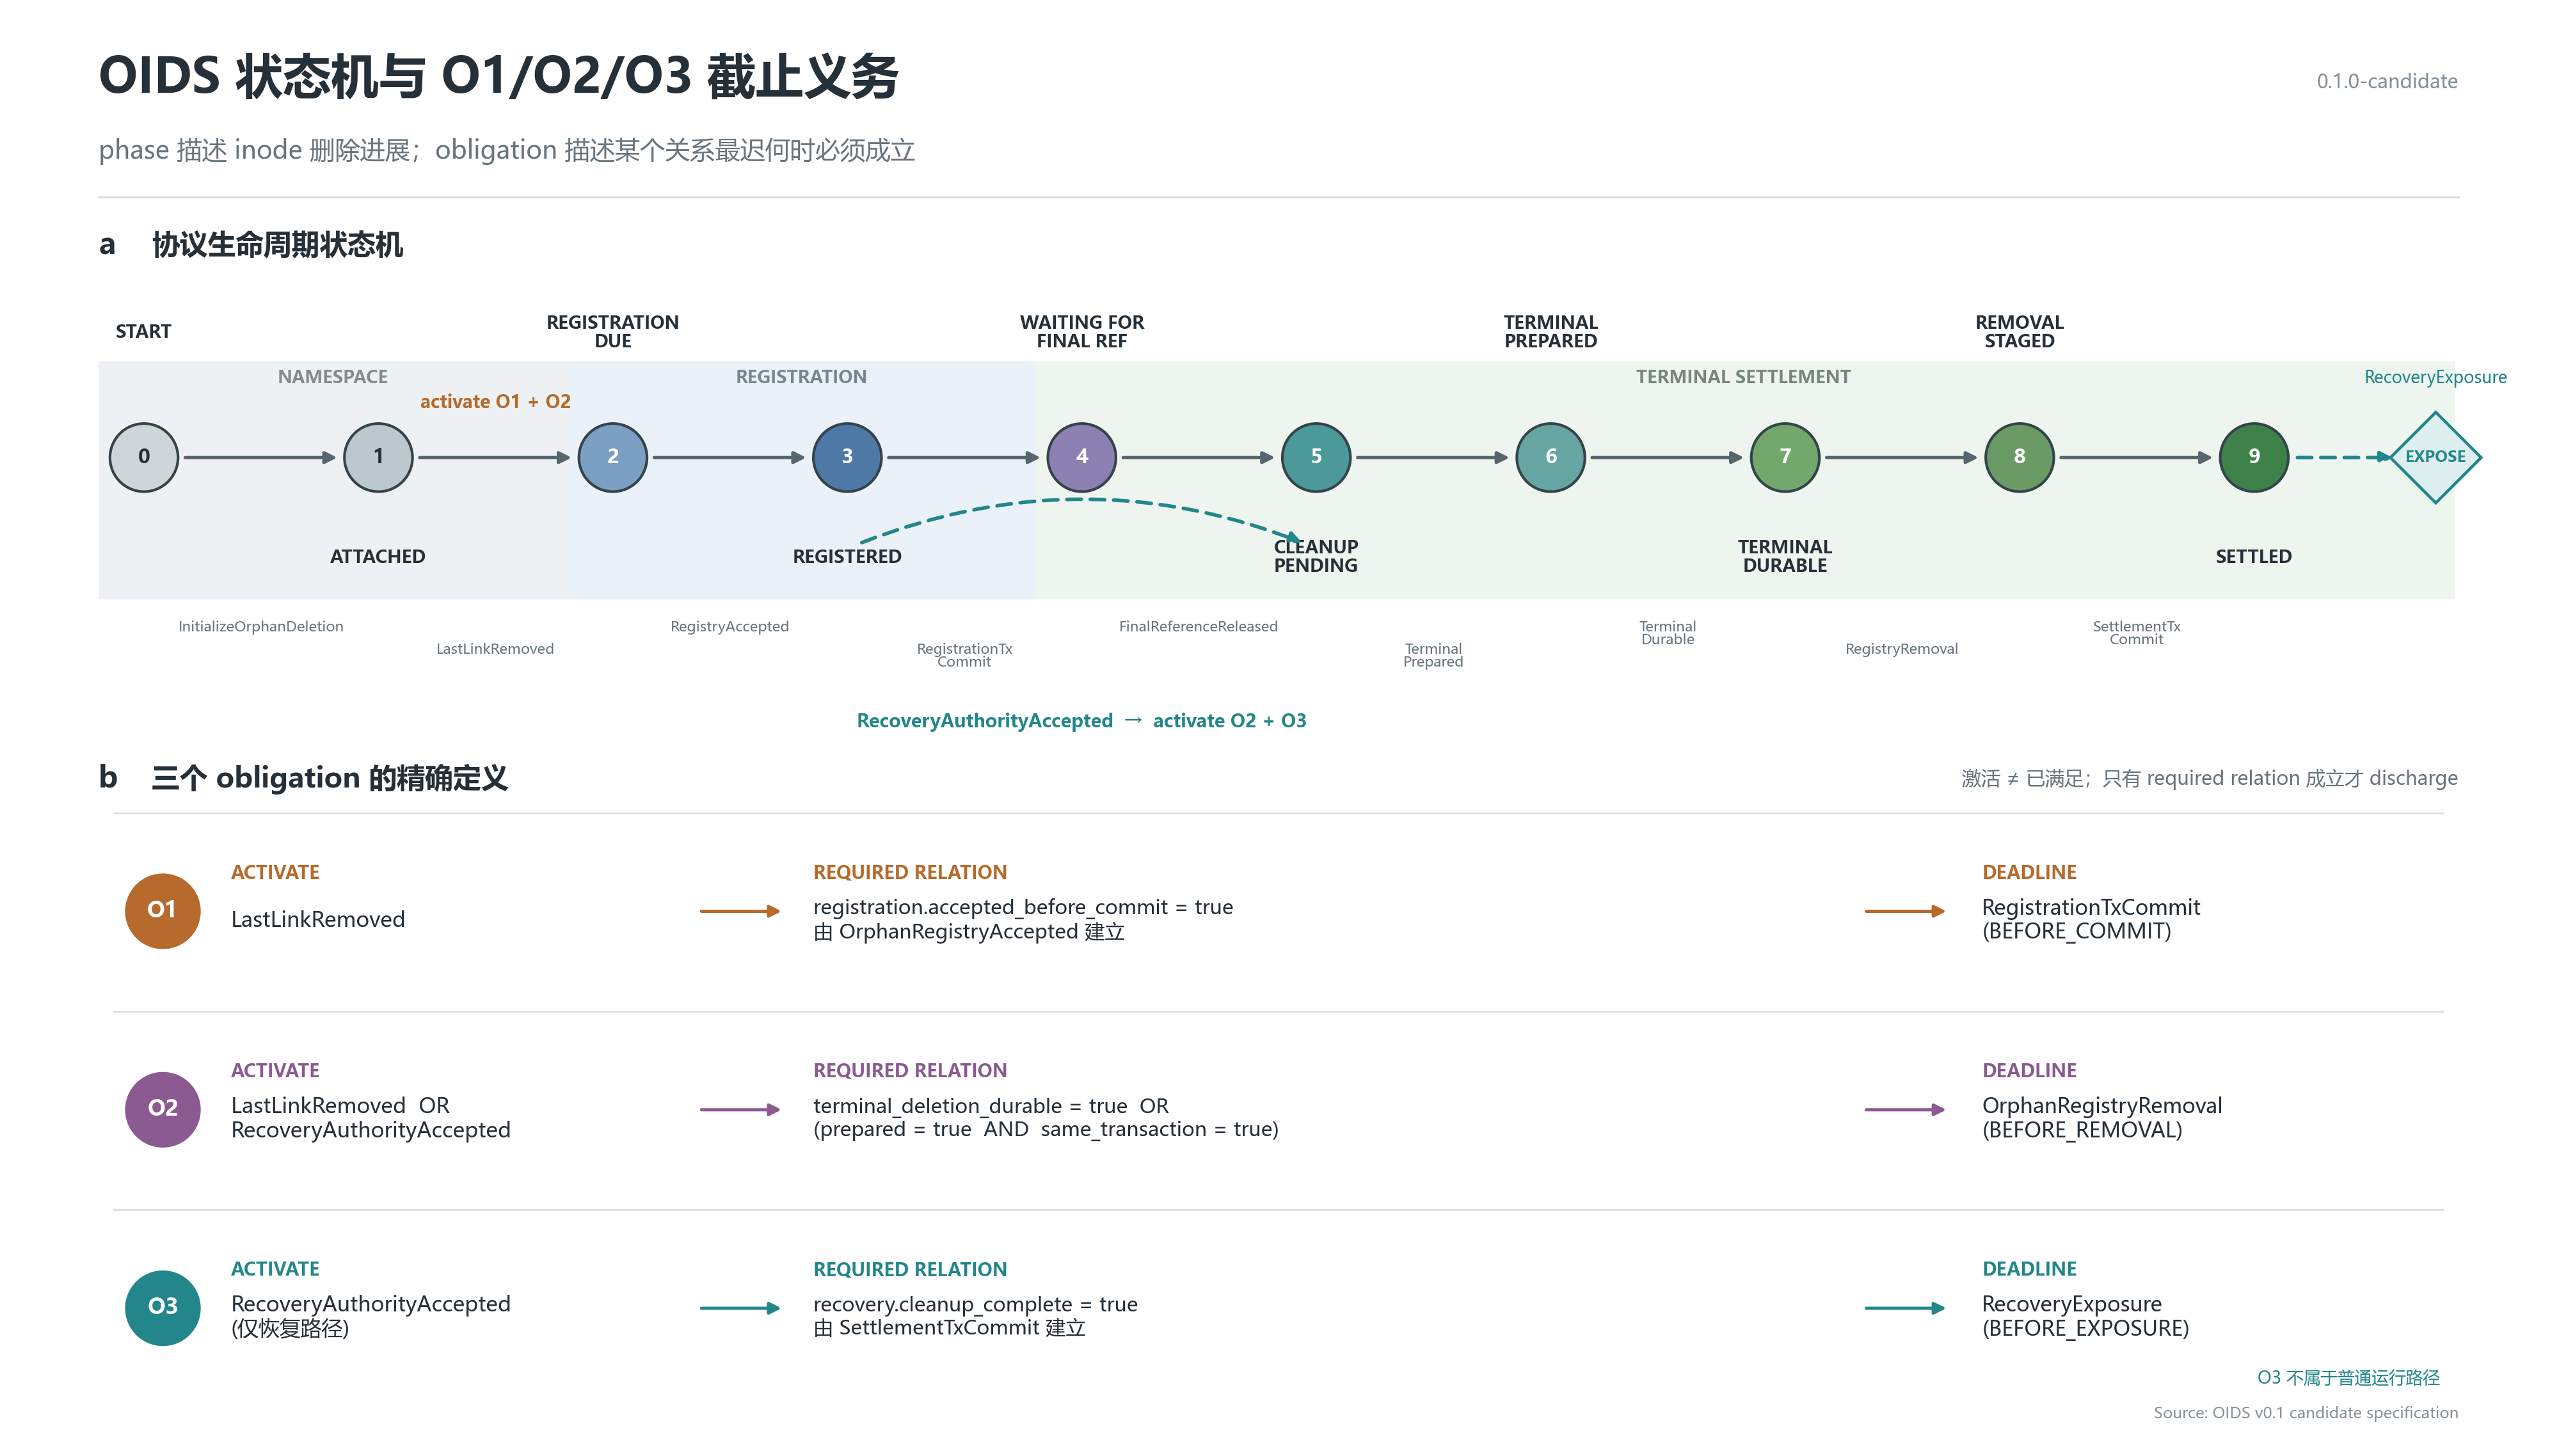 OIDS 状态机与 O1/O2/O3 截止义务
0.1.0-candidate
phase 描述 inode 删除进展；obligation 描述某个关系最迟何时必须成立
a 协议生命周期状态机
START
REGISTRATION
DUE
WAITING FOR
FINAL REF
TERMINAL
PREPARED
REMOVAL
STAGED
NAMESPACE
REGISTRATION
TERMINAL SETTLEMENT
RecoveryExposure
activate O1 + O2
0
1
2
3
4
5
6
7
8
9
EXPOSE
ATTACHED
REGISTERED
CLEANUP
PENDING
TERMINAL
DURABLE
SETTLED
InitializeOrphanDeletion
LastLinkRemoved
RegistryAccepted
RegistrationTx
Commit
FinalReferenceReleased
Terminal
Prepared
Terminal
Durable
RegistryRemoval
SettlementTx
Commit
RecoveryAuthorityAccepted → activate O2 + O3
b 三个 obligation 的精确定义
激活 ≠ 已满足；只有 required relation 成立才 discharge
O1
ACTIVATE
LastLinkRemoved
REQUIRED RELATION
registration.accepted_before_commit = true
由 OrphanRegistryAccepted 建立
DEADLINE
RegistrationTxCommit
(BEFORE_COMMIT)
O2
ACTIVATE
LastLinkRemoved OR
RecoveryAuthorityAccepted
REQUIRED RELATION
terminal_deletion_durable = true OR
(prepared = true AND same_transaction = true)
DEADLINE
OrphanRegistryRemoval
(BEFORE_REMOVAL)
O3
ACTIVATE
RecoveryAuthorityAccepted
(仅恢复路径)
REQUIRED RELATION
recovery.cleanup_complete = true
由 SettlementTxCommit 建立
DEADLINE
RecoveryExposure
(BEFORE_EXPOSURE)
O3 不属于普通运行路径
Source: OIDS v0.1 candidate specification